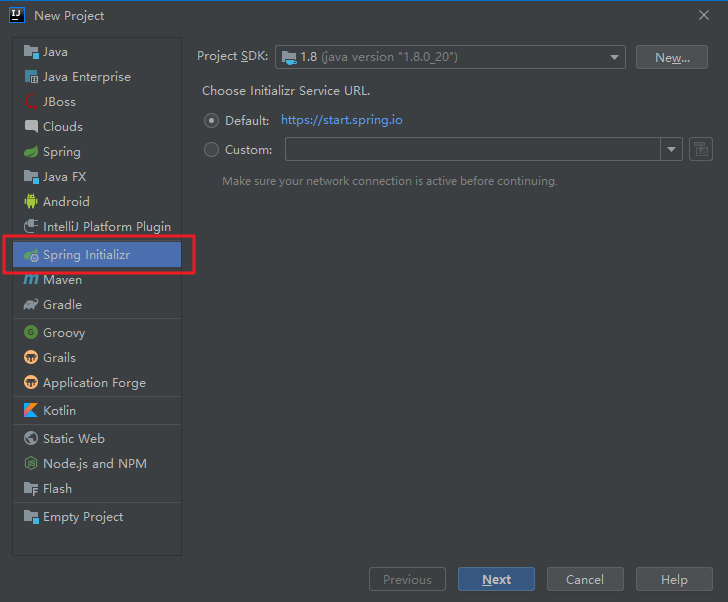 New Project
Java
Java Enterprise
JBoss
Clouds
Spring
Java FX
Android
IntelliJ Platform Plugin
Spring Initializr
Maven
Gradle
Groovy
Grails
Application Forge
Kotlin
Static Web
Node.js and NPM
Flash
Empty Project
Project SDK: 1.8 (java version "1.8.0_20") New...
Choose Initializr Service URL.
Default: https://start.spring.io
Custom:
Make sure your network connection is active before continuing.
Previous Next Cancel Help